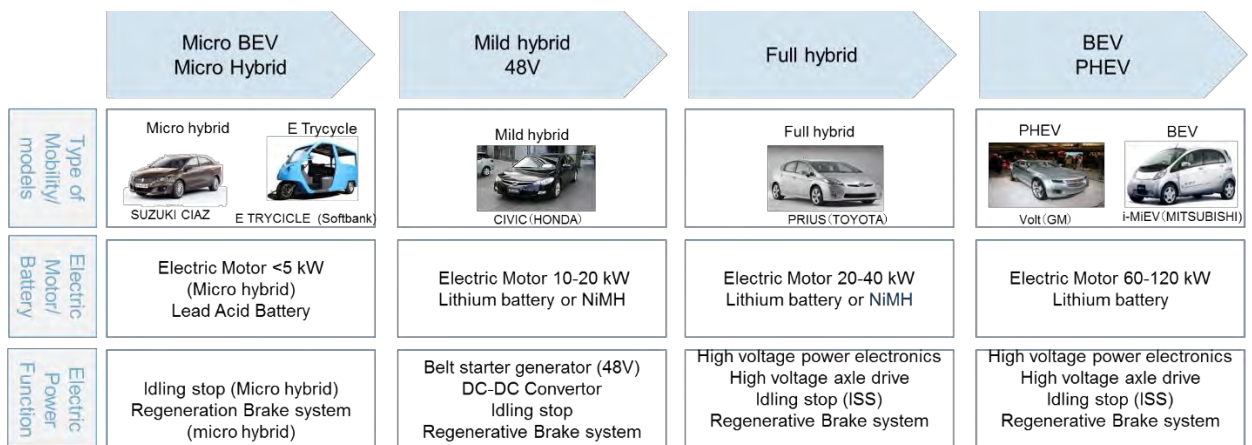 Micro BEV
Micro Hybrid
Mild hybrid
48V
Full hybrid
BEV
PHEV
Type of
Mobility/
models
Micro hybrid
E Trycycle
SUZUKI CIAZ
E TRYCICLE (Softbank)
Mild hybrid
CIVIC(HONDA)
Full hybrid
PRIUS(TOYOTA)
PHEV
BEV
Volt(GM)
i-MiEV(MITSUBISHI)
Electric
Motor/
Battery
Electric Motor <5 kW
(Micro hybrid)
Lead Acid Battery
Electric Motor 10-20 kW
Lithium battery or NiMH
Electric Motor 20-40 kW
Lithium battery or NiMH
Electric Motor 60-120 kW
Lithium battery
Electric
Power
Function
Idling stop (Micro hybrid)
Regeneration Brake system
(micro hybrid)
Belt starter generator (48V)
DC-DC Convertor
Idling stop
Regenerative Brake system
High voltage power electronics
High voltage axle drive
Idling stop (ISS)
Regenerative Brake system
High voltage power electronics
High voltage axle drive
Idling stop (ISS)
Regenerative Brake system